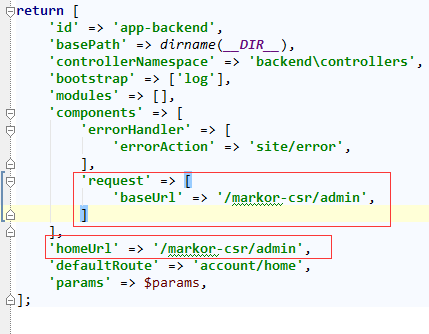 return [
    'id' => 'app-backend',
    'basePath' => dirname(__DIR__),
    'controllerNamespace' => 'backend\controllers',
    'bootstrap' => ['log'],
    'modules' => [],
    'components' => [
        'errorHandler' => [
            'errorAction' => 'site/error',
        ],
        'request' => [
            'baseUrl' => '/markor-csr/admin',
        ]
    ],
    'homeUrl' => '/markor-csr/admin',
    'defaultRoute' => 'account/home',
    'params' => $params,
];